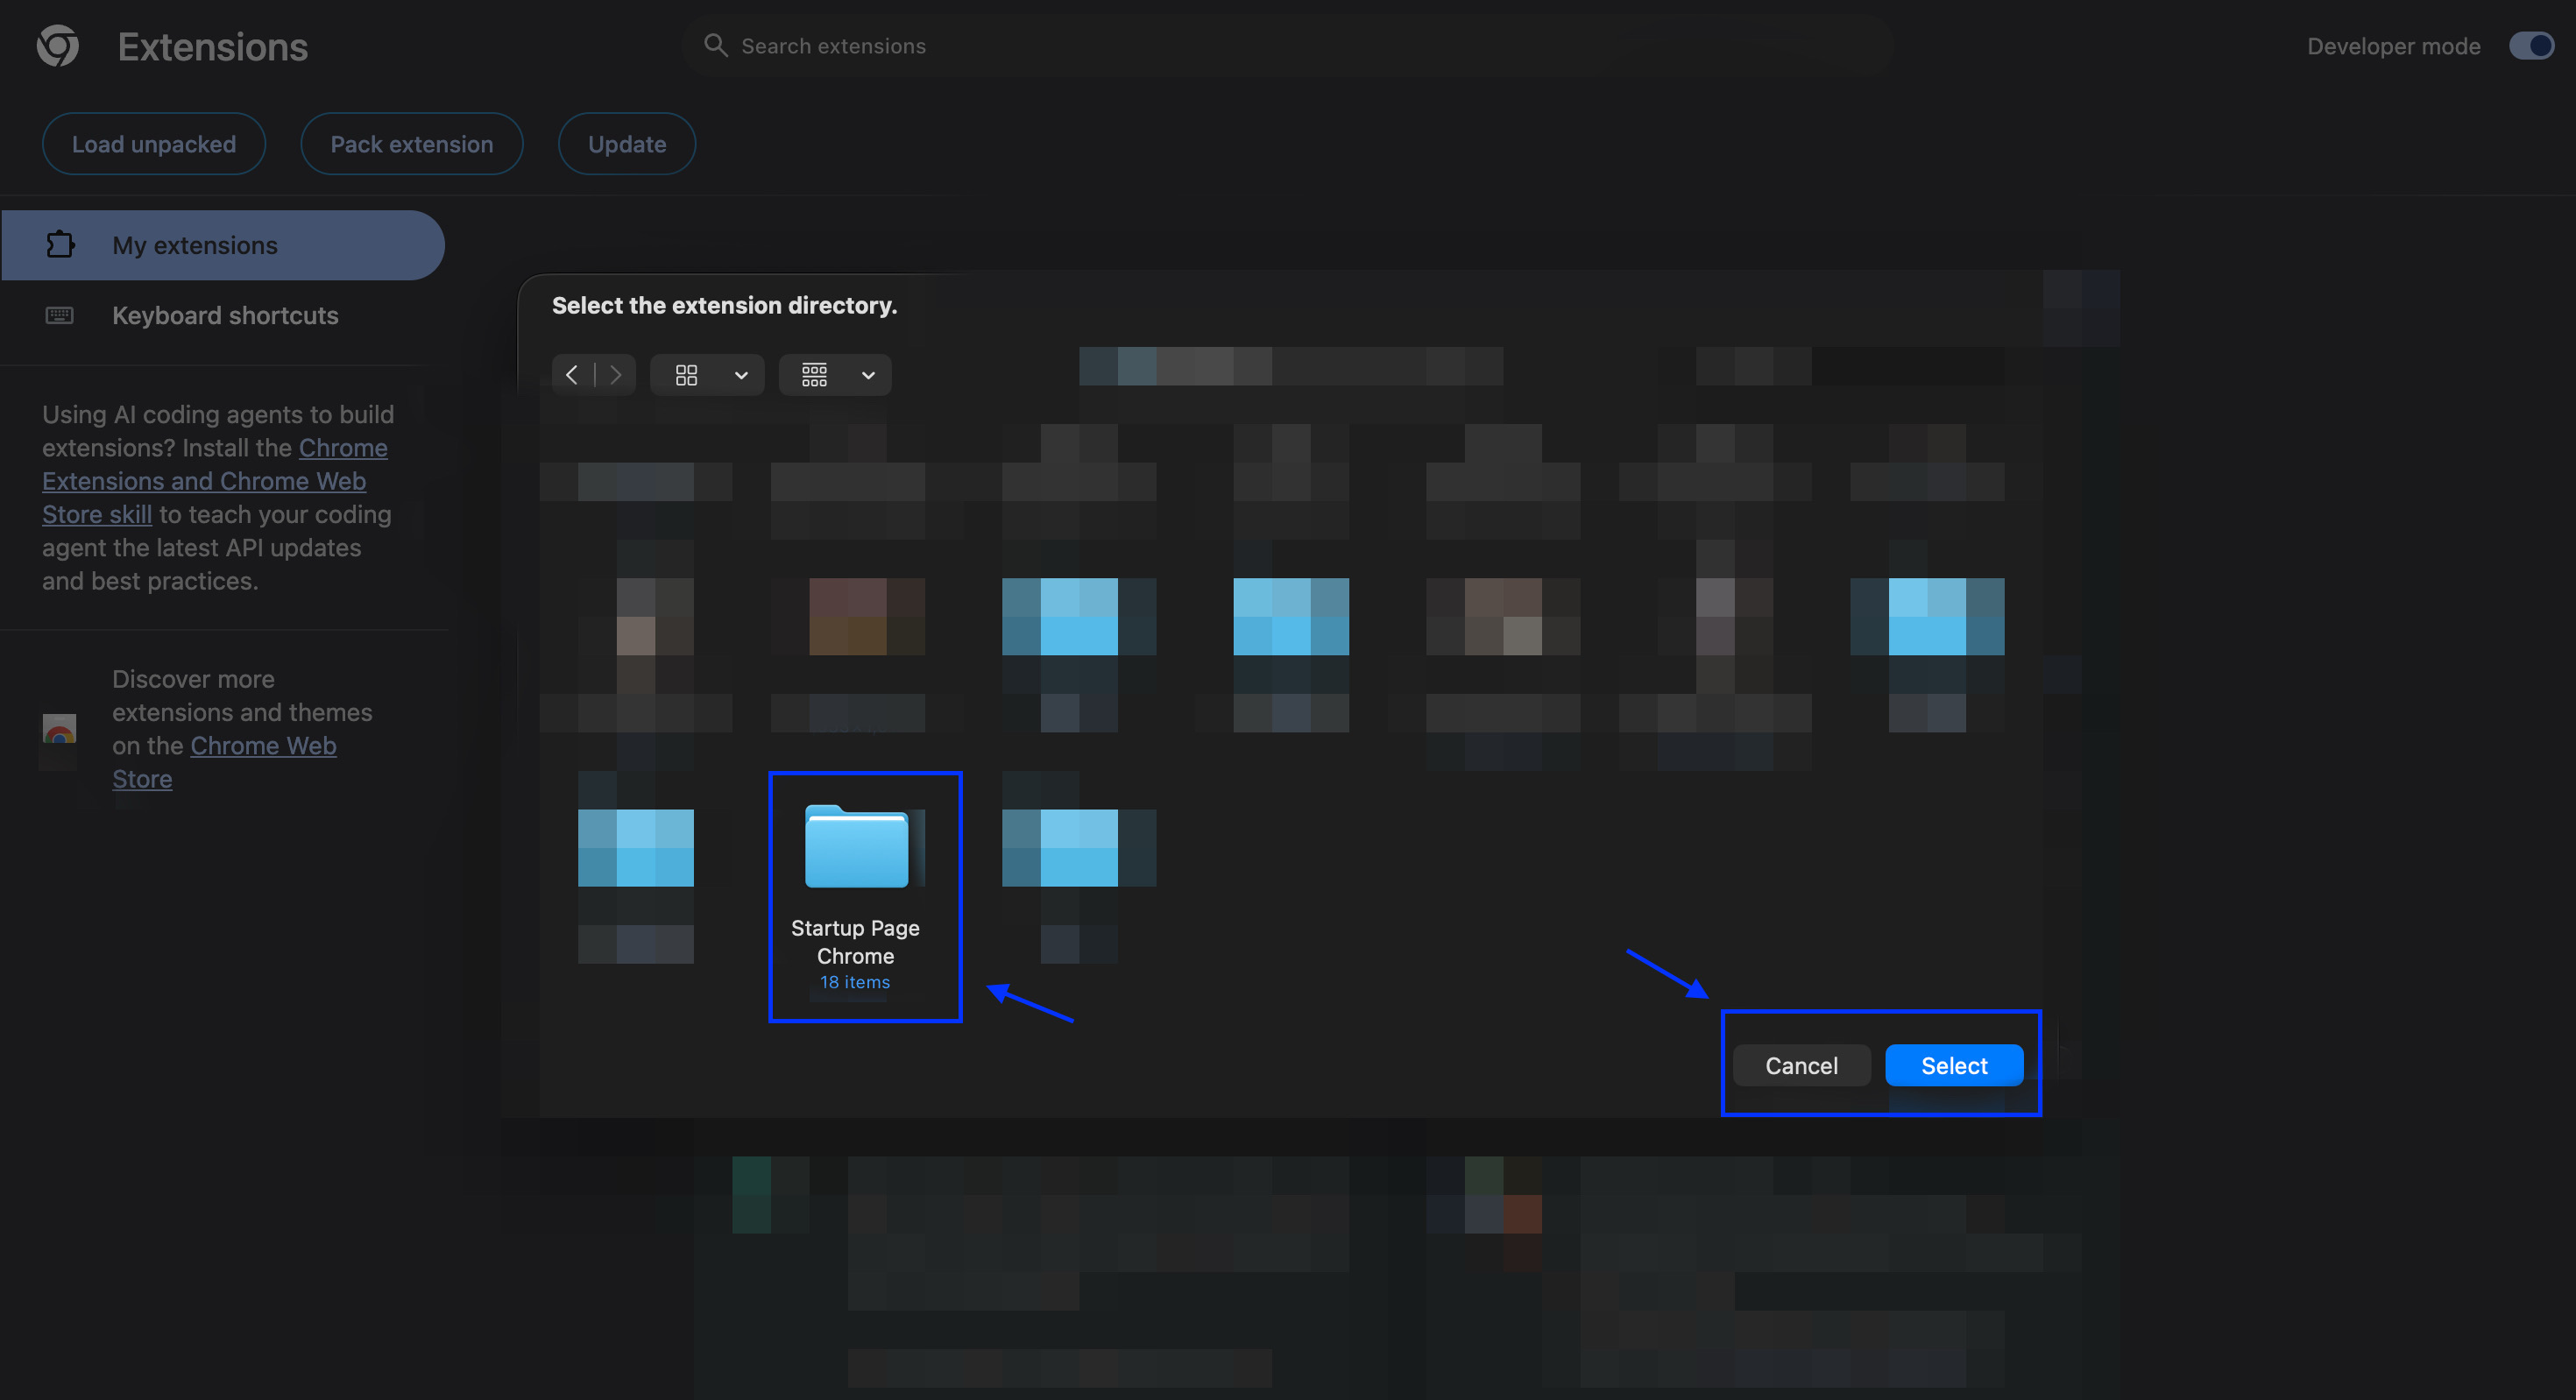 Extensions
Search extensions
Developer mode
Load unpacked
Pack extension
Update
My extensions
Keyboard shortcuts
Using AI coding agents to build
extensions? Install the Chrome
Extensions and Chrome Web
Store skill to teach your coding
agent the latest API updates
and best practices.
Discover more
extensions and themes
on the Chrome Web
Store
Select the extension directory.
Startup Page
Chrome
18 items
Cancel
Select